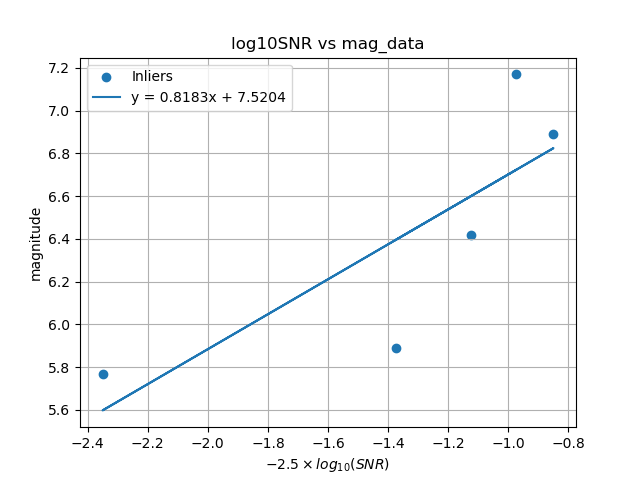 log10SNR vs mag_data
Inliers
y = 0.8183x + 7.5204
magnitude
7.2
7.0
6.8
6.6
6.4
6.2
6.0
5.8
5.6
−2.4 −2.2 −2.0 −1.8 −1.6 −1.4 −1.2 −1.0 −0.8
−2.5 × log₁₀(SNR)